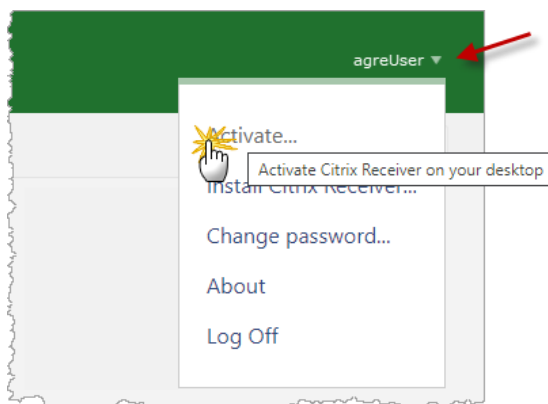 agreUser
Activate...
Activate Citrix Receiver on your desktop
Install Citrix Receiver...
Change password...
About
Log Off